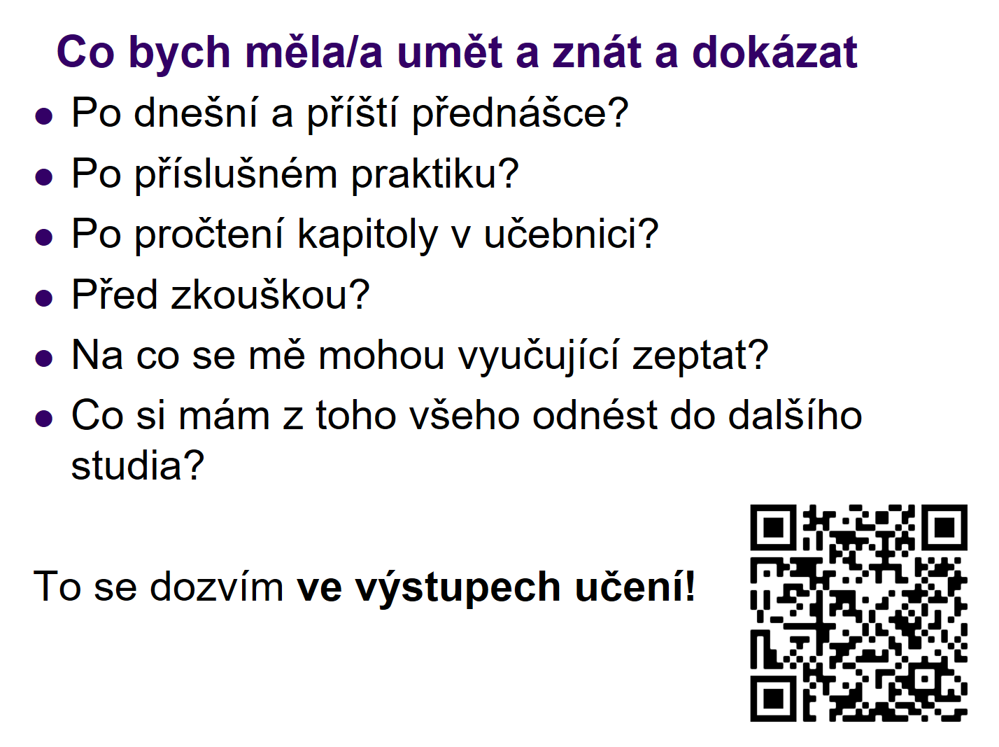 Co bych měla/a umět a znát a dokázat
Po dnešní a příští přednášce?
Po příslušném praktiku?
Po pročtení kapitoly v učebnici?
Před zkouškou?
Na co se mě mohou vyučující zeptat?
Co si mám z toho všeho odnést do dalšího
studia?
To se dozvím ve výstupech učení!